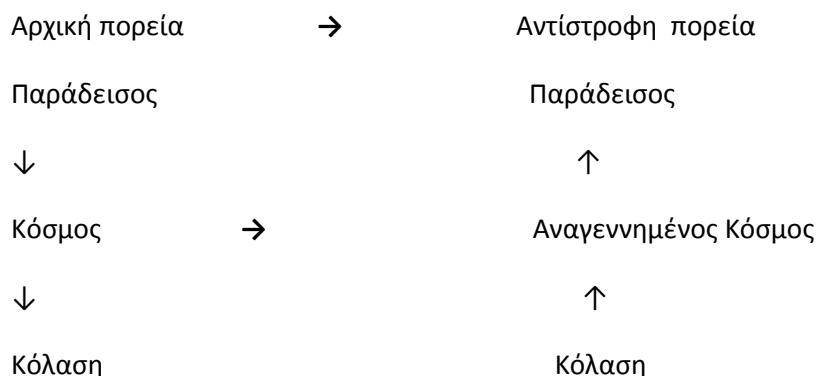 Αρχική πορεία → Αντίστροφη πορεία
Παράδεισος Παράδεισος
↓ ↑
Κόσμος → Αναγεννημένος Κόσμος
↓ ↑
Κόλαση Κόλαση